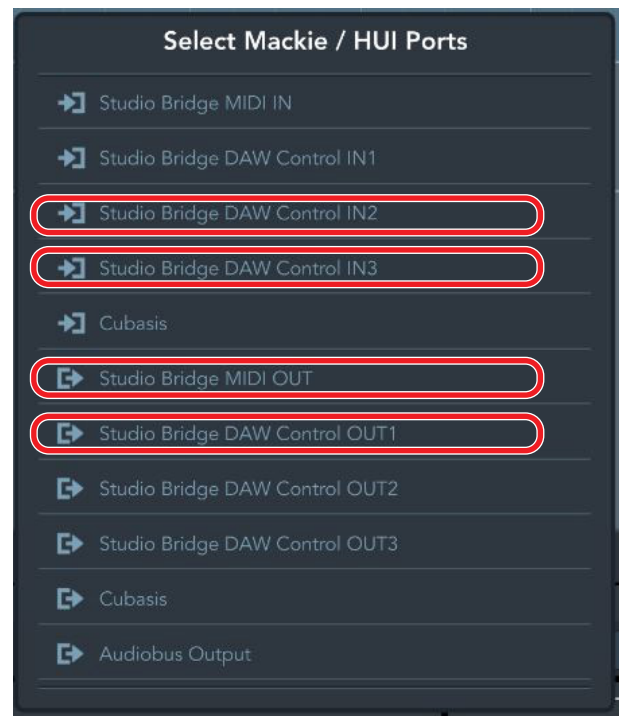 Select Mackie / HUI Ports
Studio Bridge MIDI IN
Studio Bridge DAW Control IN1
Studio Bridge DAW Control IN2
Studio Bridge DAW Control IN3
Cubasis
Studio Bridge MIDI OUT
Studio Bridge DAW Control OUT1
Studio Bridge DAW Control OUT2
Studio Bridge DAW Control OUT3
Cubasis
Audiobus Output